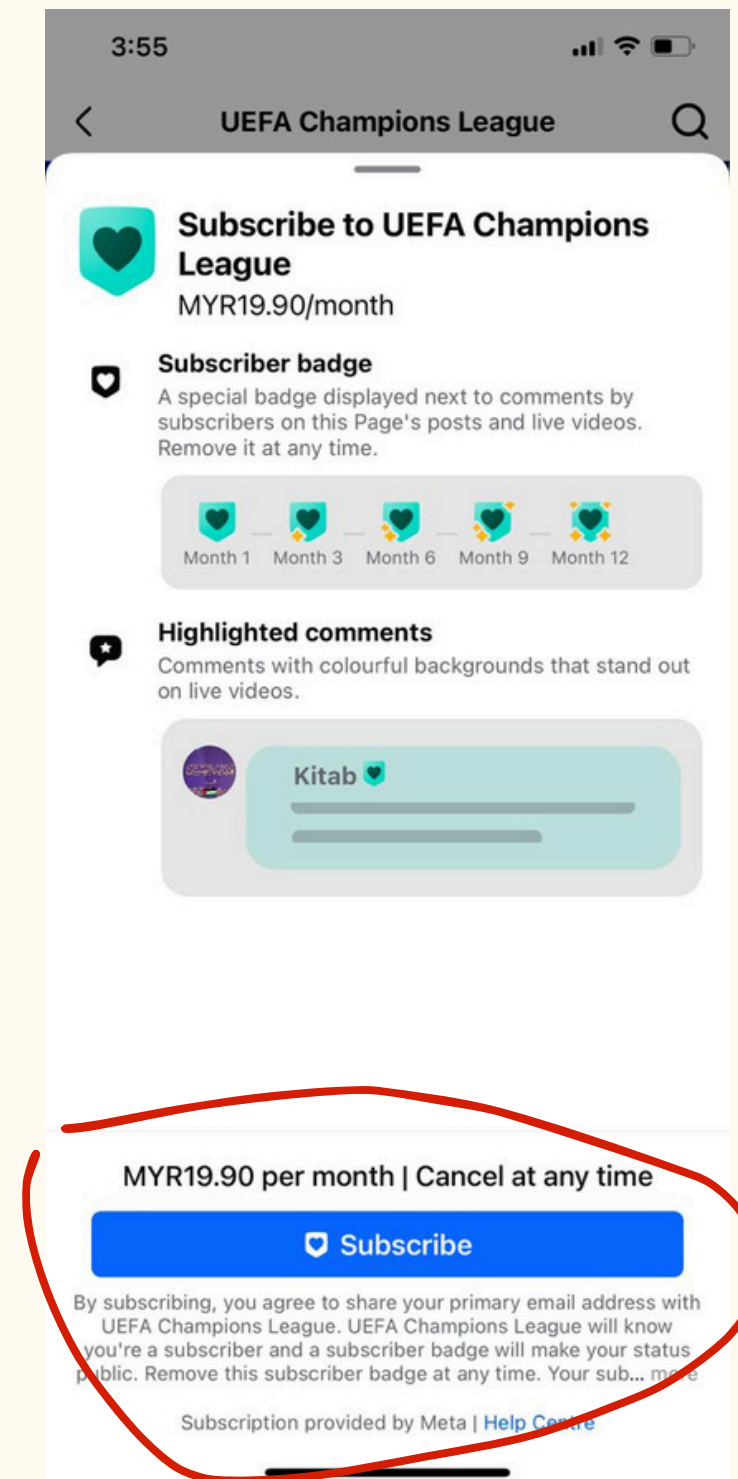 3:55
UEFA Champions League
Subscribe to UEFA Champions
League
MYR19.90/month
Subscriber badge
A special badge displayed next to comments by
subscribers on this Page's posts and live videos.
Remove it at any time.
Month 1 Month 3 Month 6 Month 9 Month 12
Highlighted comments
Comments with colourful backgrounds that stand out
on live videos.
Kitab
MYR19.90 per month | Cancel at any time
Subscribe
By subscribing, you agree to share your primary email address with
UEFA Champions League. UEFA Champions League will know
you're a subscriber and a subscriber badge will make your status
public. Remove this subscriber badge at any time. Your sub... more
Subscription provided by Meta | Help Centre